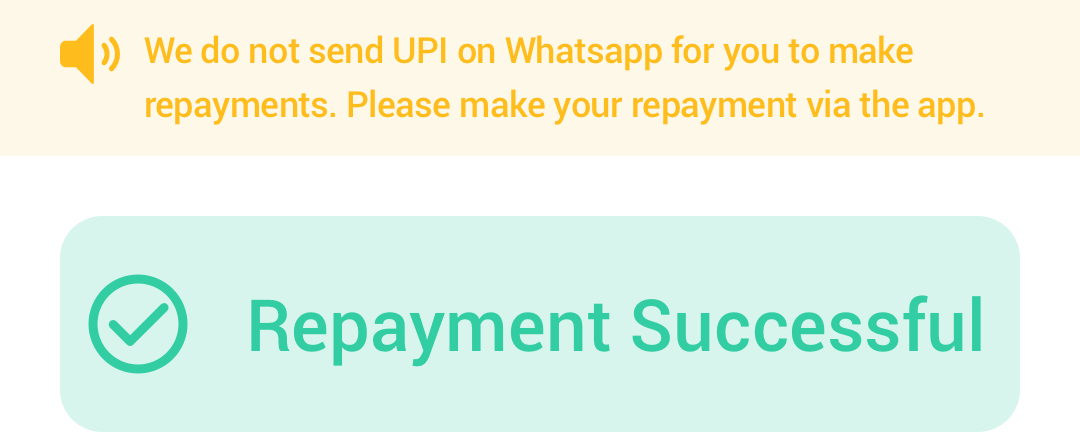 We do not send UPI on Whatsapp for you to make
repayments. Please make your repayment via the app.
Repayment Successful